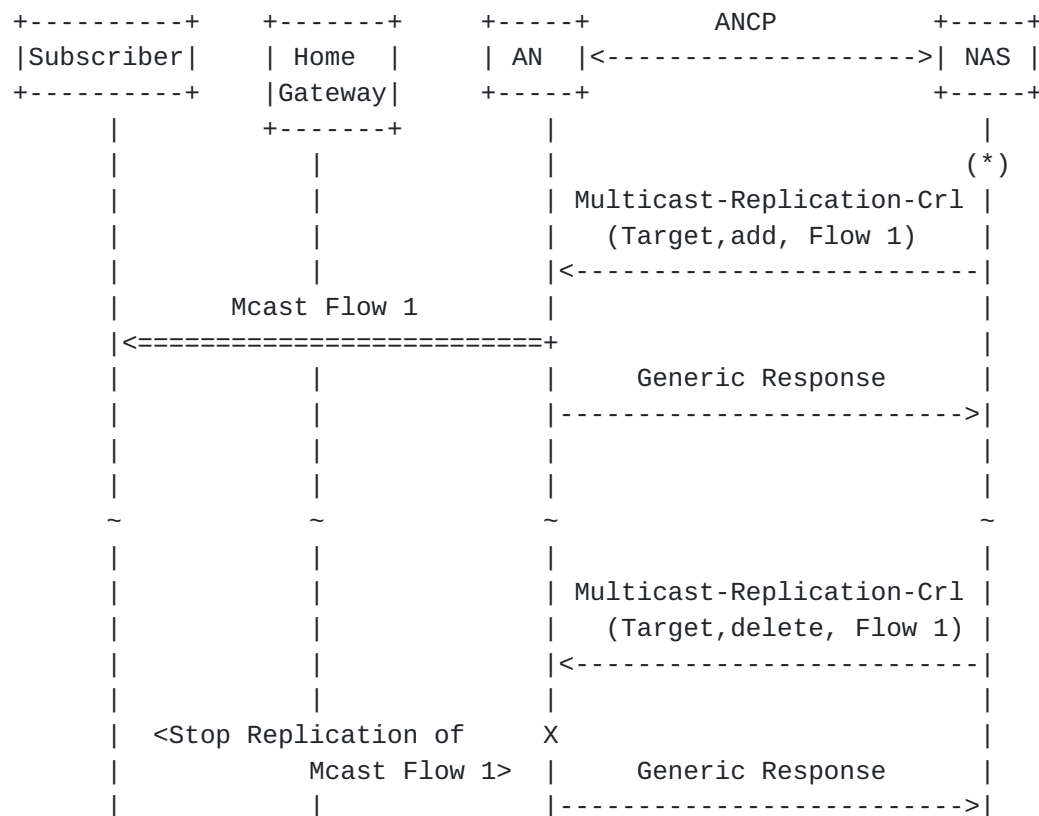 +----------+   +-------+     +-----+        ANCP          +-----+
|Subscriber|   | Home  |     | AN  |<-------------------->| NAS |
+----------+   |Gateway|     +-----+                      +-----+
      |        +-------+         |                           |
      |            |             |                          (*)
      |            |             | Multicast-Replication-Crl |
      |            |             |   (Target,add, Flow 1)    |
      |            |             |<--------------------------|
      |       Mcast Flow 1       |                           |
      |<==========================+                          |
      |            |             |     Generic Response      |
      |            |             |-------------------------->|
      |            |             |                           |
      |            |             |                           |
      ~            ~             ~                           ~
      |            |             |                           |
      |            |             | Multicast-Replication-Crl |
      |            |             |   (Target,delete, Flow 1) |
      |            |             |<--------------------------|
      |            |             |                           |
      |  <Stop Replication of    X                           |
      |            Mcast Flow 1> |     Generic Response      |
      |            |             |-------------------------->|